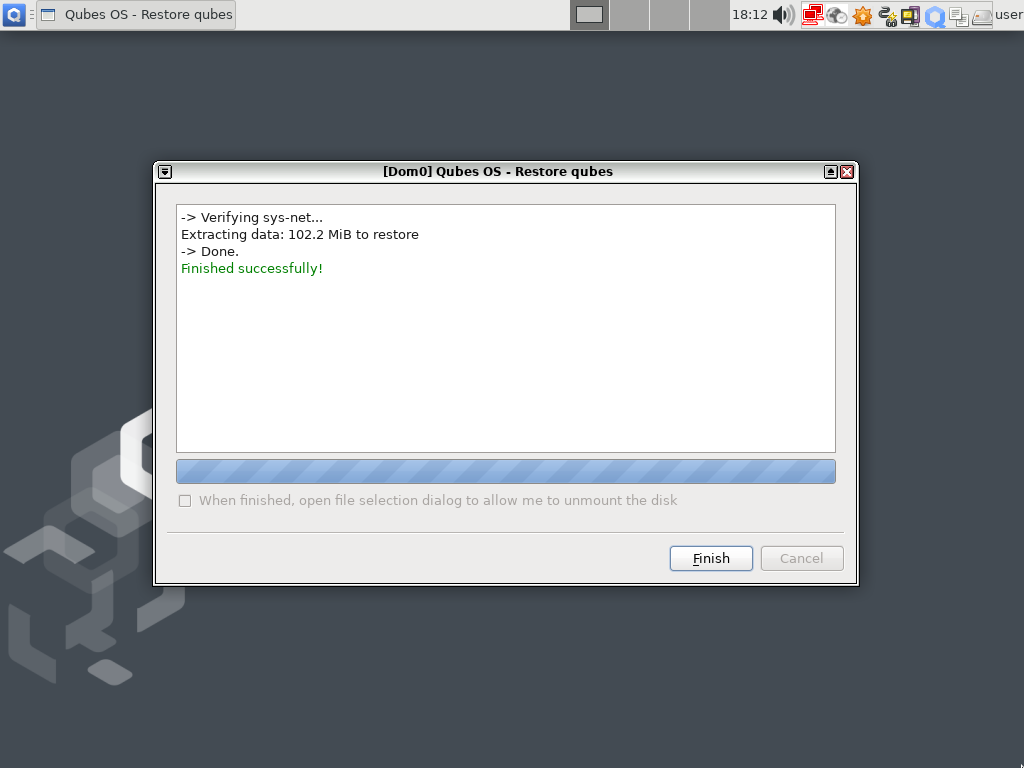 Qubes OS - Restore qubes
18:12
user
[Dom0] Qubes OS - Restore qubes
-> Verifying sys-net...
Extracting data: 102.2 MiB to restore
-> Done.
Finished successfully!
When finished, open file selection dialog to allow me to unmount the disk
Finish
Cancel